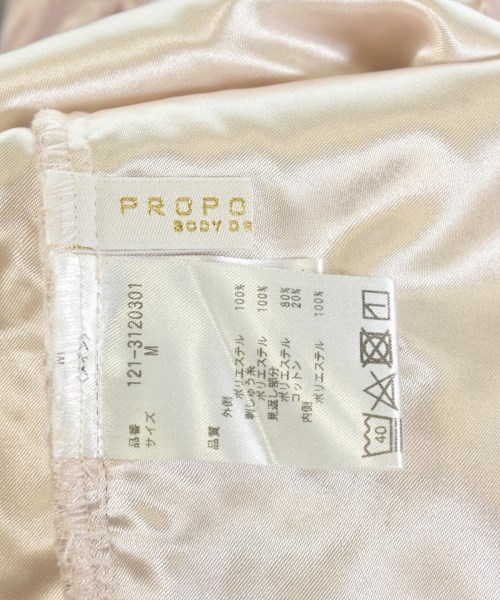 PROPO
BODY DR
品番 121-3120301
サイズ M
品質
外側
ポリエステル 100%
刺しゅう糸
ポリエステル 100%
見返し部分
ポリエステル 80%
コットン 20%
内側
ポリエステル 100%
40
M